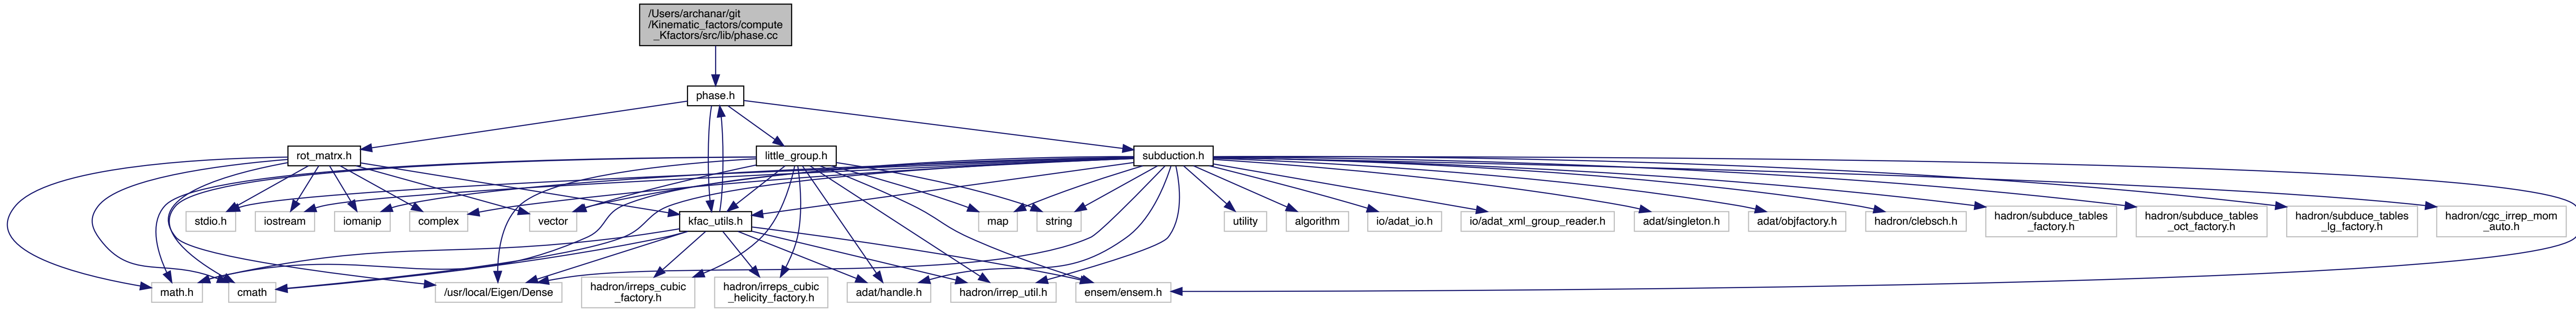 /Users/archanar/git
/Kinematic_factors/compute
_Kfactors/src/lib/phase.cc
phase.h
rot_matrx.h
little_group.h
subduction.h
stdio.h
iostream
iomanip
complex
vector
kfac_utils.h
map
string
utility
algorithm
io/adat_io.h
io/adat_xml_group_reader.h
adat/singleton.h
adat/objfactory.h
hadron/clebsch.h
hadron/subduce_tables
_factory.h
hadron/subduce_tables
_oct_factory.h
hadron/subduce_tables
_lg_factory.h
hadron/cgc_irrep_mom
_auto.h
math.h
cmath
/usr/local/Eigen/Dense
hadron/irreps_cubic
_factory.h
hadron/irreps_cubic
_helicity_factory.h
adat/handle.h
hadron/irrep_util.h
ensem/ensem.h